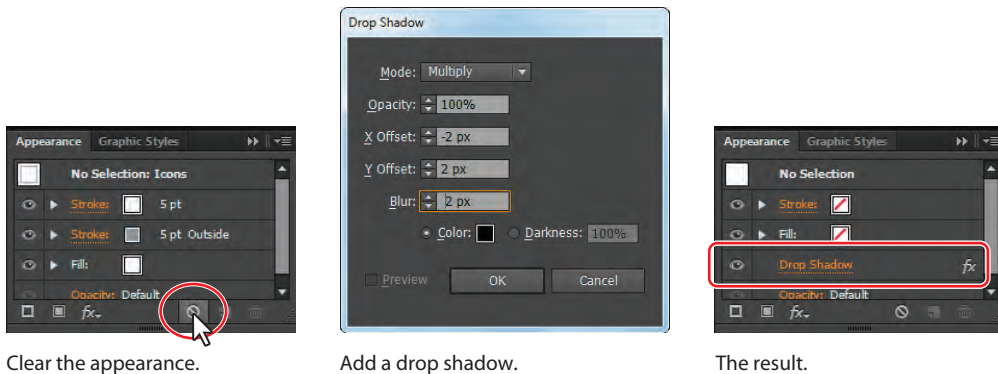 Appearance Graphic Styles
No Selection: Icons
Stroke: 5 pt
Stroke: 5 pt Outside
Fill:
Opacity: Default
fx
Clear the appearance.
Drop Shadow
Mode: Multiply
Opacity: 100%
X Offset: -2 px
Y Offset: 2 px
Blur: 2 px
Color: Darkness: 100%
Preview OK Cancel
Add a drop shadow.
Appearance Graphic Styles
No Selection
Stroke:
Fill:
Drop Shadow fx
Opacity: Default
fx
The result.